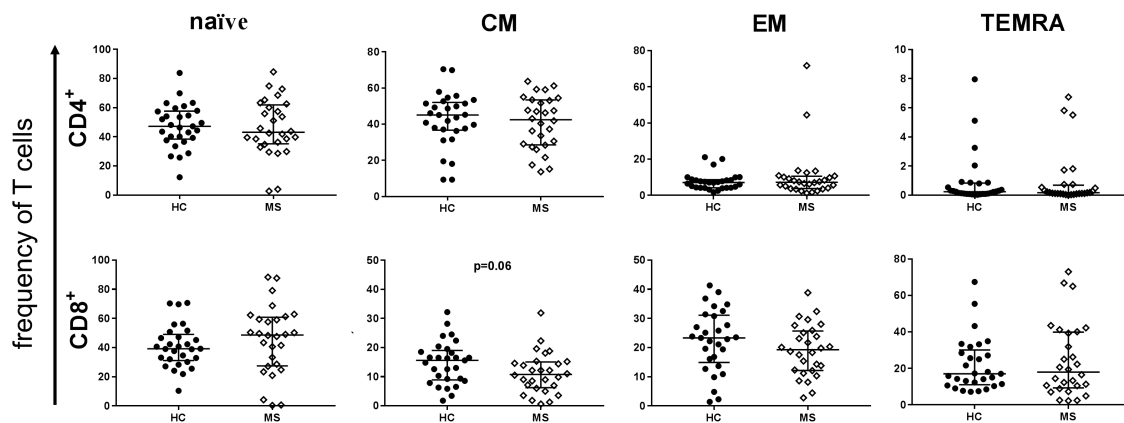 naïve CM EM TEMRA
frequency of T cells
CD4+
100 80 60 40 20 0 HC MS
80 60 40 20 0 HC MS
80 60 40 20 0 HC MS
10 8 6 4 2 0 HC MS
CD8+
100 80 60 40 20 0 HC MS
50 40 30 20 10 0 p=0.06 HC MS
50 40 30 20 10 0 HC MS
80 60 40 20 0 HC MS